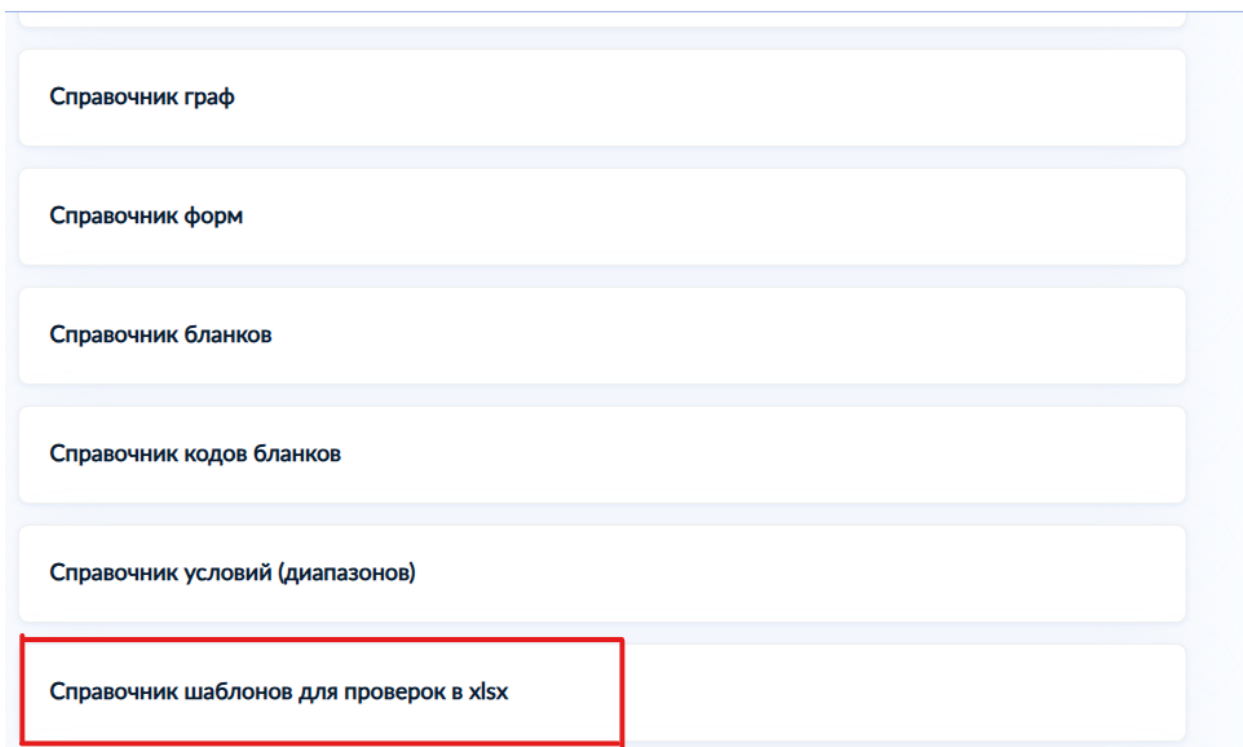 Справочник граф
Справочник форм
Справочник бланков
Справочник кодов бланков
Справочник условий (диапазонов)
Справочник шаблонов для проверок в xlsx